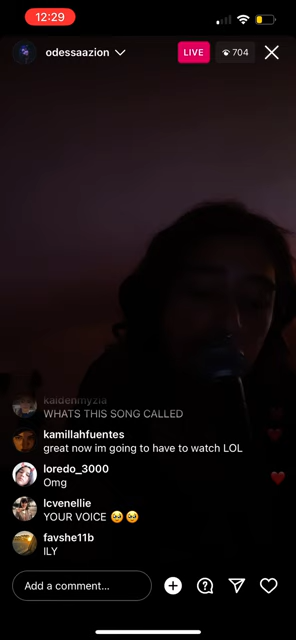 12:29
odessaazion
LIVE
704
kaidenmyzia
WHATS THIS SONG CALLED
kamillahfuentes
great now im going to have to watch LOL
loredo_3000
Omg
lcvenellie
YOUR VOICE 🥹🥹
favshe11b
ILY
Add a comment...